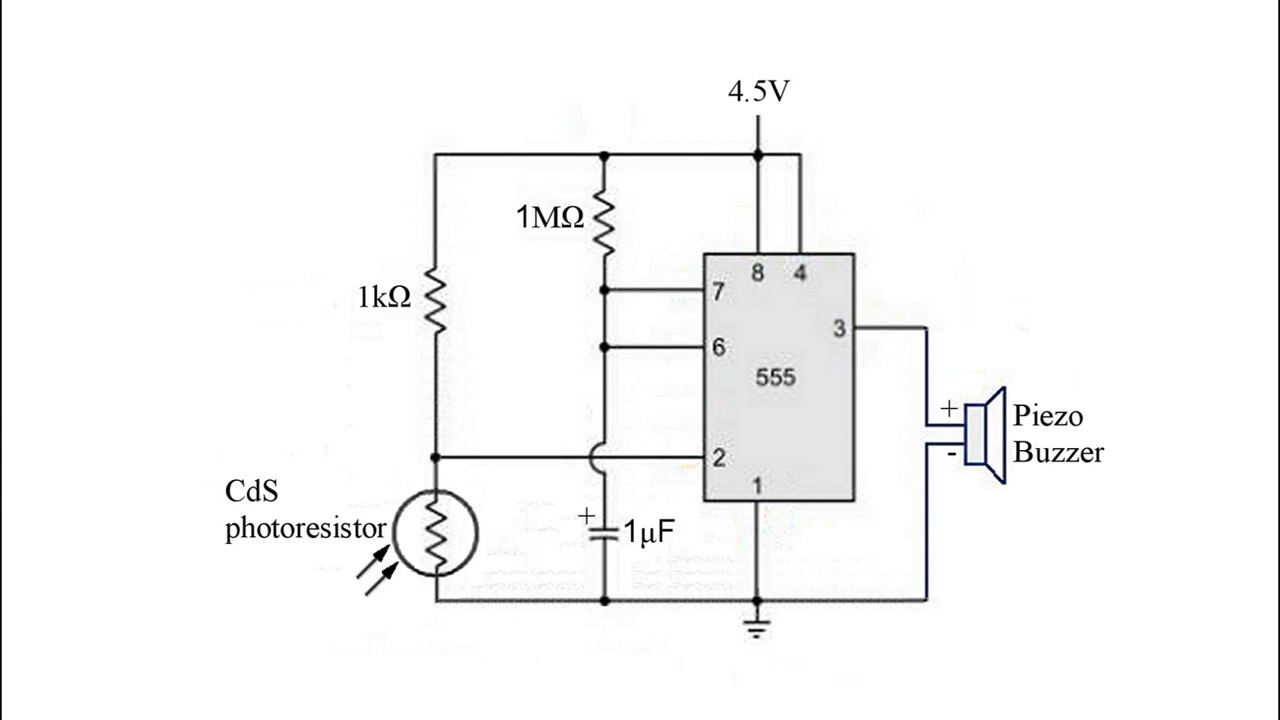 4.5V
1MΩ
8 4
7
1kΩ
3
6
555
+ Piezo
- Buzzer
2
1
CdS
photoresistor
+
1μF